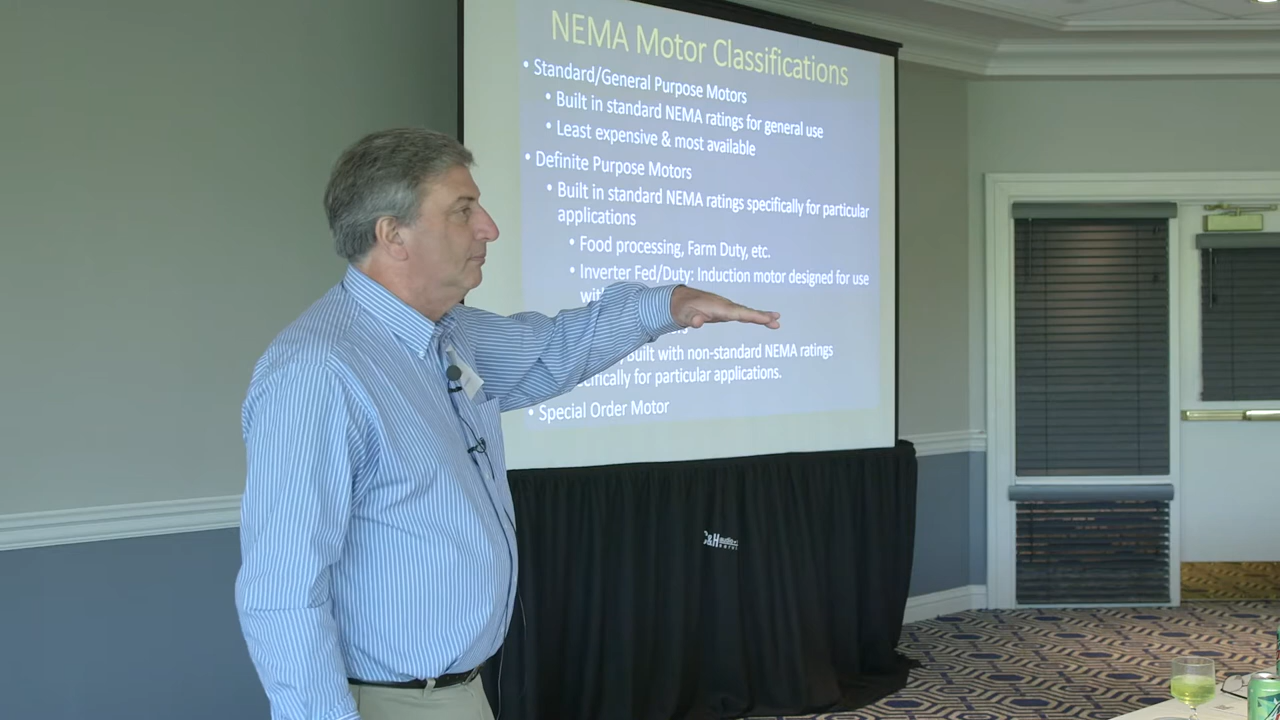 NEMA Motor Classifications
• Standard/General Purpose Motors
• Built in standard NEMA ratings for general use
• Least expensive & most available
• Definite Purpose Motors
• Built in standard NEMA ratings specifically for particular
applications
• Food processing, Farm Duty, etc.
• Inverter Fed/Duty: Induction motor designed for use
Built with non-standard NEMA ratings
for particular applications.
• Special Order Motor
&H